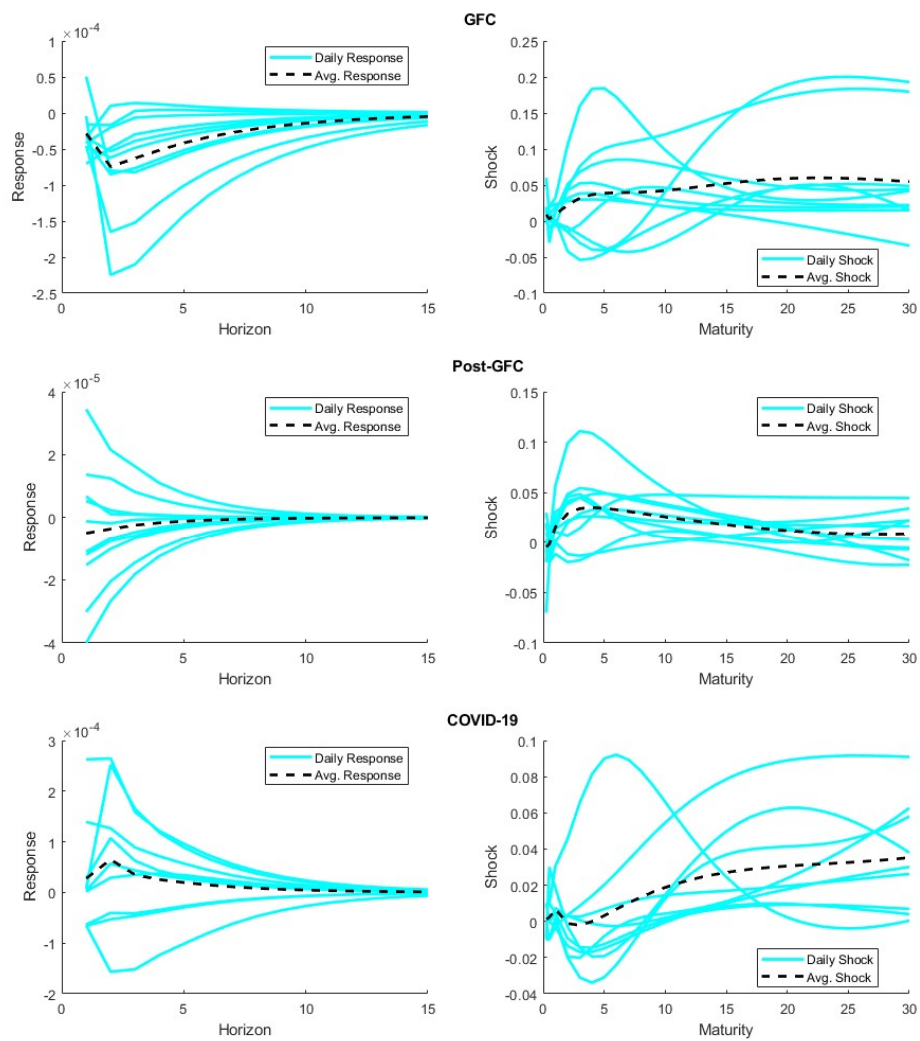 GFC
×10⁻⁴
1
0.5
0
-0.5
-1
-1.5
-2
-2.5
Response
0 5 10 15
Horizon
Daily Response
Avg. Response
0.25
0.2
0.15
0.1
0.05
0
-0.05
-0.1
Shock
0 5 10 15 20 25 30
Maturity
Daily Shock
Avg. Shock
Post-GFC
×10⁻⁵
4
2
0
-2
-4
Response
0 5 10 15
Horizon
Daily Response
Avg. Response
0.15
0.1
0.05
0
-0.05
-0.1
Shock
0 5 10 15 20 25 30
Maturity
Daily Shock
Avg. Shock
COVID-19
×10⁻⁴
3
2
1
0
-1
-2
Response
0 5 10 15
Horizon
Daily Response
Avg. Response
0.1
0.08
0.06
0.04
0.02
0
-0.02
-0.04
Shock
0 5 10 15 20 25 30
Maturity
Daily Shock
Avg. Shock